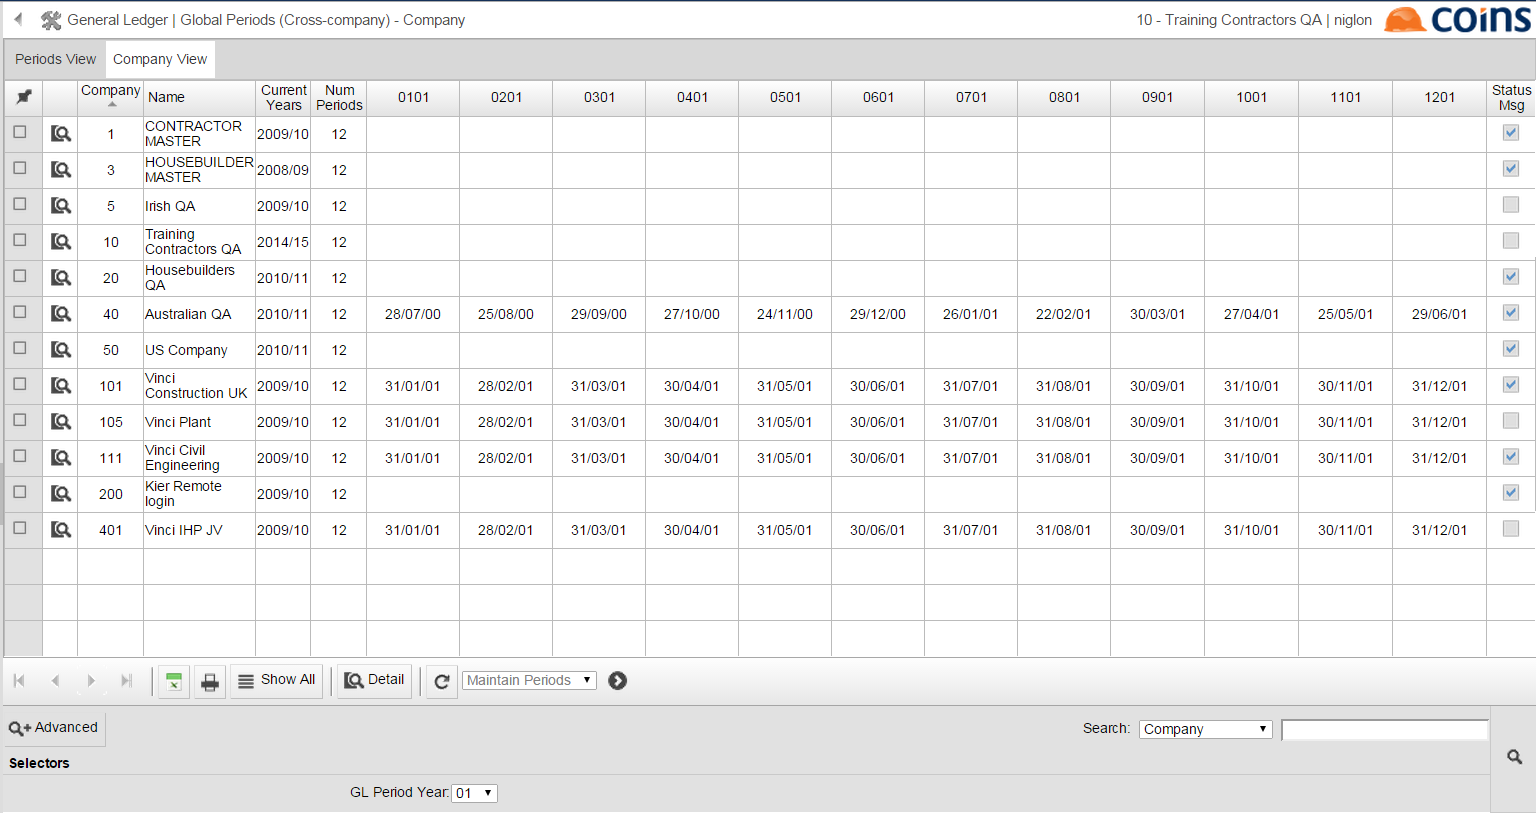 General Ledger | Global Periods (Cross-company) - Company
10 - Training Contractors QA | niglon
coins
Periods View
Company View
Company Name Current Years Num Periods 0101 0201 0301 0401 0501 0601 0701 0801 0901 1001 1101 1201 Status Msg
1 CONTRACTOR MASTER 2009/10 12
3 HOUSEBUILDER MASTER 2008/09 12
5 Irish QA 2009/10 12
10 Training Contractors QA 2014/15 12
20 Housebuilders QA 2010/11 12
40 Australian QA 2010/11 12 28/07/00 25/08/00 29/09/00 27/10/00 24/11/00 29/12/00 26/01/01 22/02/01 30/03/01 27/04/01 25/05/01 29/06/01
50 US Company 2010/11 12
101 Vinci Construction UK 2009/10 12 31/01/01 28/02/01 31/03/01 30/04/01 31/05/01 30/06/01 31/07/01 31/08/01 30/09/01 31/10/01 30/11/01 31/12/01
105 Vinci Plant 2009/10 12 31/01/01 28/02/01 31/03/01 30/04/01 31/05/01 30/06/01 31/07/01 31/08/01 30/09/01 31/10/01 30/11/01 31/12/01
111 Vinci Civil Engineering 2009/10 12 31/01/01 28/02/01 31/03/01 30/04/01 31/05/01 30/06/01 31/07/01 31/08/01 30/09/01 31/10/01 30/11/01 31/12/01
200 Kier Remote login 2009/10 12
401 Vinci IHP JV 2009/10 12 31/01/01 28/02/01 31/03/01 30/04/01 31/05/01 30/06/01 31/07/01 31/08/01 30/09/01 31/10/01 30/11/01 31/12/01
Show All
Detail
Maintain Periods
Advanced
Search: Company
Selectors
GL Period Year: 01